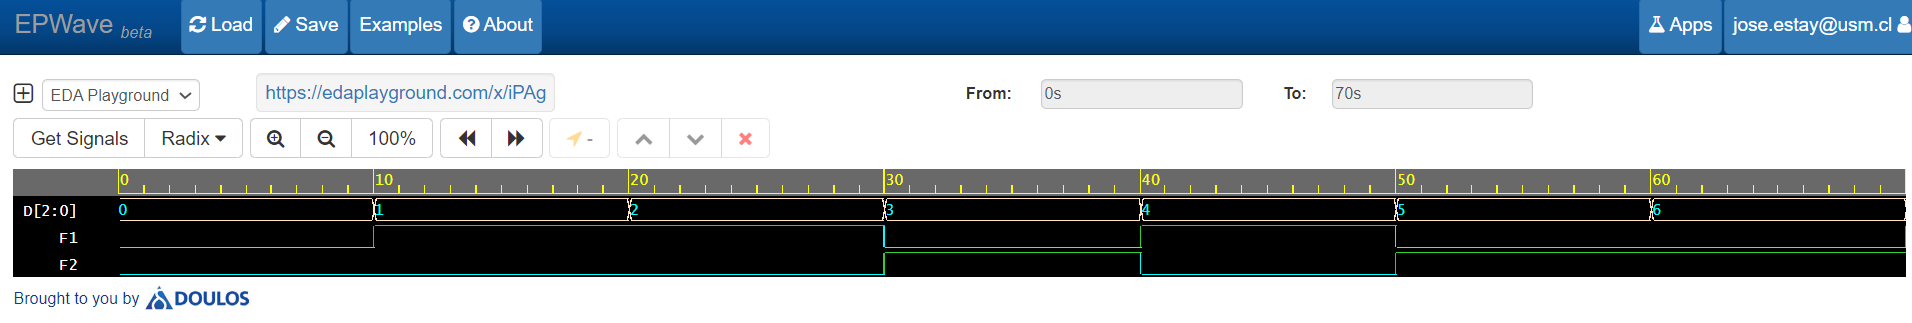 EPWave beta Load Save Examples About Apps jose.estay@usm.cl
EDA Playground https://edaplayground.com/x/iPAg From: 0s To: 70s
Get Signals Radix 100% -
0 10 20 30 40 50 60
D[2:0] 0 1 2 3 4 5 6
F1
F2
Brought to you by DOULOS